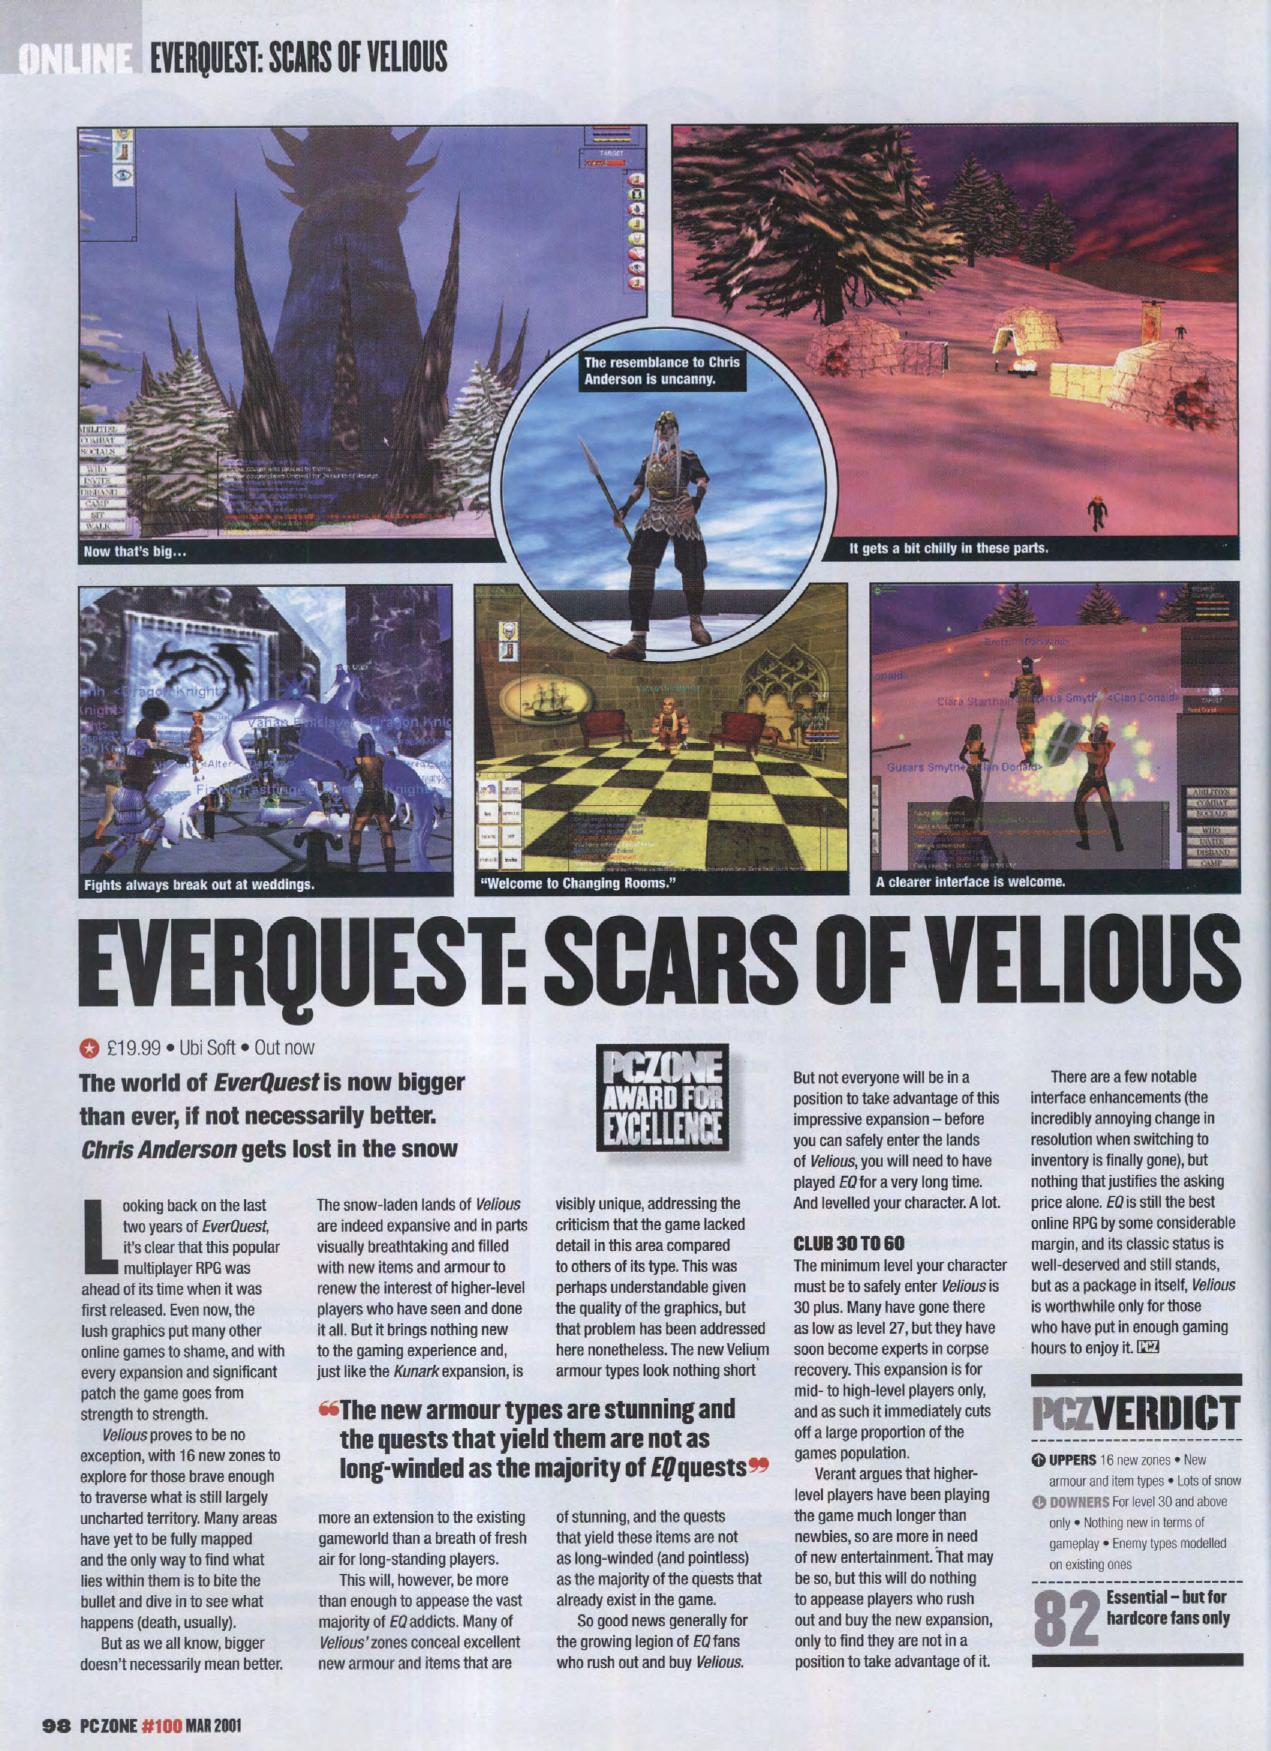 ONLINE EVERQUEST: SCARS OF VELIOUS
TARGET
ABILITIES
COMBAT
SOCIALS
WHO
INVITE
DISBAND
CAMP
SIT
WALK
Now that's big...
The resemblance to Chris
Anderson is uncanny.
It gets a bit chilly in these parts.
<Dragon Knights>
Fights always break out at weddings.
"Welcome to Changing Rooms."
Gusars Smythe <Clan Donald>
ABILITIES
COMBAT
SOCIALS
WHO
INVITE
DISBAND
CAMP
A clearer interface is welcome.
EVERQUEST: SCARS OF VELIOUS
£19.99 • Ubi Soft • Out now
The world of EverQuest is now bigger
than ever, if not necessarily better.
Chris Anderson gets lost in the snow
PCZONE
AWARD FOR
EXCELLENCE
Looking back on the last
two years of EverQuest,
it's clear that this popular
multiplayer RPG was
ahead of its time when it was
first released. Even now, the
lush graphics put many other
online games to shame, and with
every expansion and significant
patch the game goes from
strength to strength.
Velious proves to be no
exception, with 16 new zones to
explore for those brave enough
to traverse what is still largely
uncharted territory. Many areas
have yet to be fully mapped
and the only way to find what
lies within them is to bite the
bullet and dive in to see what
happens (death, usually).
But as we all know, bigger
doesn't necessarily mean better.
The snow-laden lands of Velious
are indeed expansive and in parts
visually breathtaking and filled
with new items and armour to
renew the interest of higher-level
players who have seen and done
it all. But it brings nothing new
to the gaming experience and,
just like the Kunark expansion, is
more an extension to the existing
gameworld than a breath of fresh
air for long-standing players.
This will, however, be more
than enough to appease the vast
majority of EQ addicts. Many of
Velious' zones conceal excellent
new armour and items that are
visibly unique, addressing the
criticism that the game lacked
detail in this area compared
to others of its type. This was
perhaps understandable given
the quality of the graphics, but
that problem has been addressed
here nonetheless. The new Velium
armour types look nothing short
of stunning, and the quests
that yield these items are not
as long-winded (and pointless)
as the majority of the quests that
already exist in the game.
So good news generally for
the growing legion of EQ fans
who rush out and buy Velious.
“The new armour types are stunning and
the quests that yield them are not as
long-winded as the majority of EQ quests”
But not everyone will be in a
position to take advantage of this
impressive expansion – before
you can safely enter the lands
of Velious, you will need to have
played EQ for a very long time.
And levelled your character. A lot.
CLUB 30 TO 60
The minimum level your character
must be to safely enter Velious is
30 plus. Many have gone there
as low as level 27, but they have
soon become experts in corpse
recovery. This expansion is for
mid- to high-level players only,
and as such it immediately cuts
off a large proportion of the
games population.
Verant argues that higher-
level players have been playing
the game much longer than
newbies, so are more in need
of new entertainment. That may
be so, but this will do nothing
to appease players who rush
out and buy the new expansion,
only to find they are not in a
position to take advantage of it.
There are a few notable
interface enhancements (the
incredibly annoying change in
resolution when switching to
inventory is finally gone), but
nothing that justifies the asking
price alone. EQ is still the best
online RPG by some considerable
margin, and its classic status is
well-deserved and still stands,
but as a package in itself, Velious
is worthwhile only for those
who have put in enough gaming
hours to enjoy it. PCZ
PCZVERDICT
UPPERS 16 new zones • New
armour and item types • Lots of snow
DOWNERS For level 30 and above
only • Nothing new in terms of
gameplay • Enemy types modelled
on existing ones
82 Essential – but for
hardcore fans only
98 PCZONE #100 MAR 2001